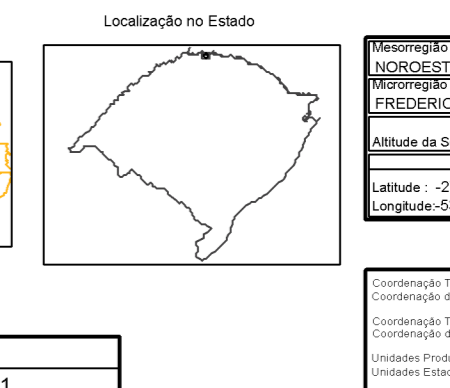 Localização no Estado
Mesorregião
NOROEST
Microrregião
FREDERIC
Altitude da S
Latitude : -2
Longitude:-5
Coordenação T
Coordenação d
Coordenação T
Coordenação d
Unidades Produ
Unidades Estad
1